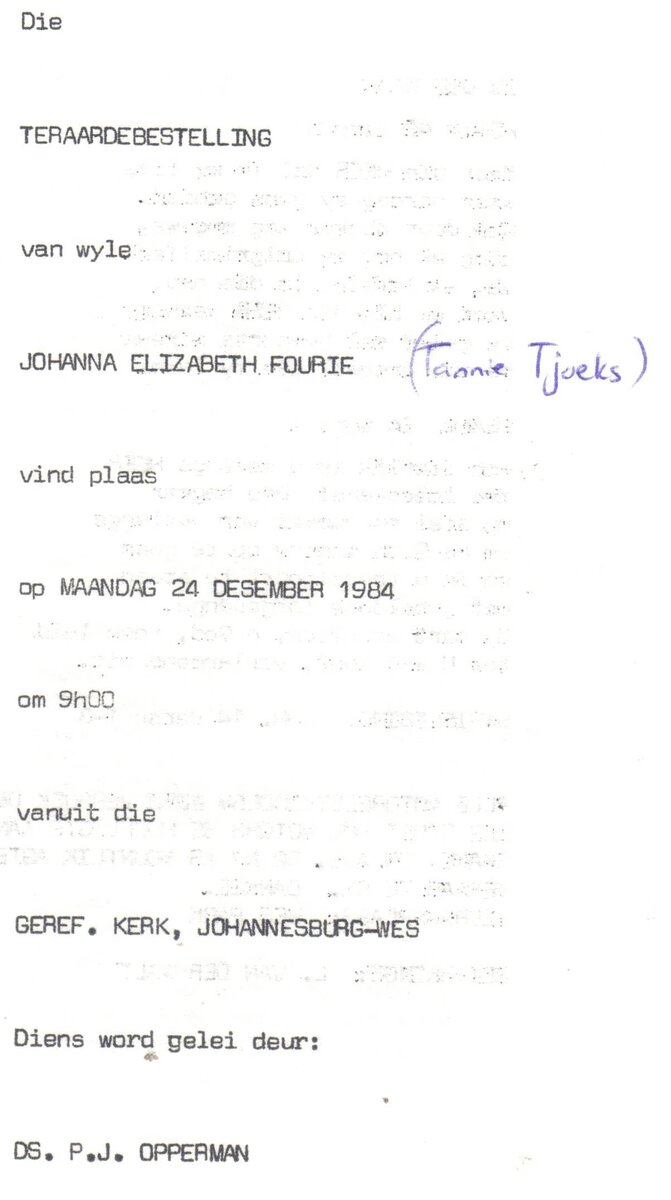 Die
TERAARDEBESTELLING
van wyle
JOHANNA ELIZABETH FOURIE (Tannie Tjoeks)
vind plaas
op MAANDAG 24 DESEMBER 1984
om 9h00
vanuit die
GEREF. KERK, JOHANNESBURG-WES
Diens word gelei deur:
DS. P.J. OPPERMAN